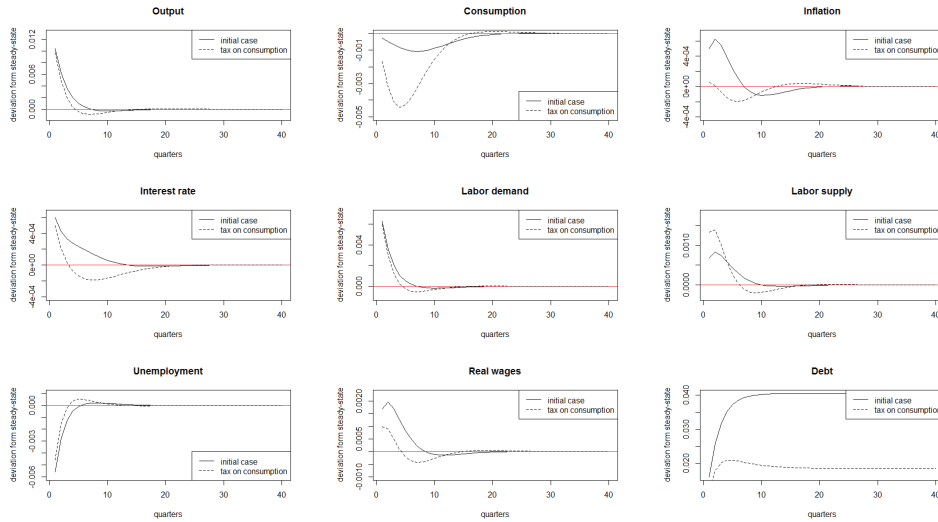 Output
deviation form steady-state
0.000
0.006
0.012
initial case
tax on consumption
0
10
20
30
40
quarters
Consumption
deviation form steady-state
-0.005
-0.003
-0.001
initial case
tax on consumption
0
10
20
30
40
quarters
Inflation
deviation form steady-state
-4e-04
0e+00
4e-04
initial case
tax on consumption
0
10
20
30
40
quarters
Interest rate
deviation form steady-state
-4e-04
0e+00
4e-04
initial case
tax on consumption
0
10
20
30
40
quarters
Labor demand
deviation form steady-state
0.000
0.004
initial case
tax on consumption
0
10
20
30
40
quarters
Labor supply
deviation form steady-state
0.0000
0.0010
initial case
tax on consumption
0
10
20
30
40
quarters
Unemployment
deviation form steady-state
-0.006
-0.003
0.000
initial case
tax on consumption
0
10
20
30
40
quarters
Real wages
deviation form steady-state
-0.0010
0.0005
0.0020
initial case
tax on consumption
0
10
20
30
40
quarters
Debt
deviation form steady-state
0.020
0.030
0.040
initial case
tax on consumption
0
10
20
30
40
quarters